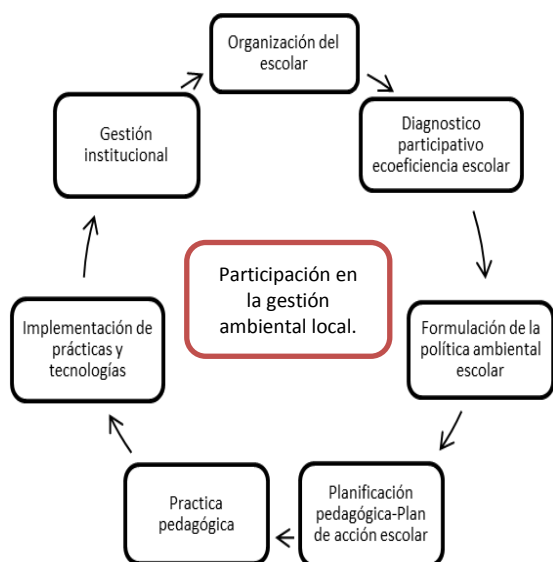 Organización del
escolar
Diagnostico
participativo
ecoeficiencia escolar
Formulación de la
política ambiental
escolar
Planificación
pedagógica-Plan
de acción escolar
Practica
pedagógica
Implementación de
prácticas y
tecnologías
Gestión
institucional
Participación en
la gestión
ambiental local.